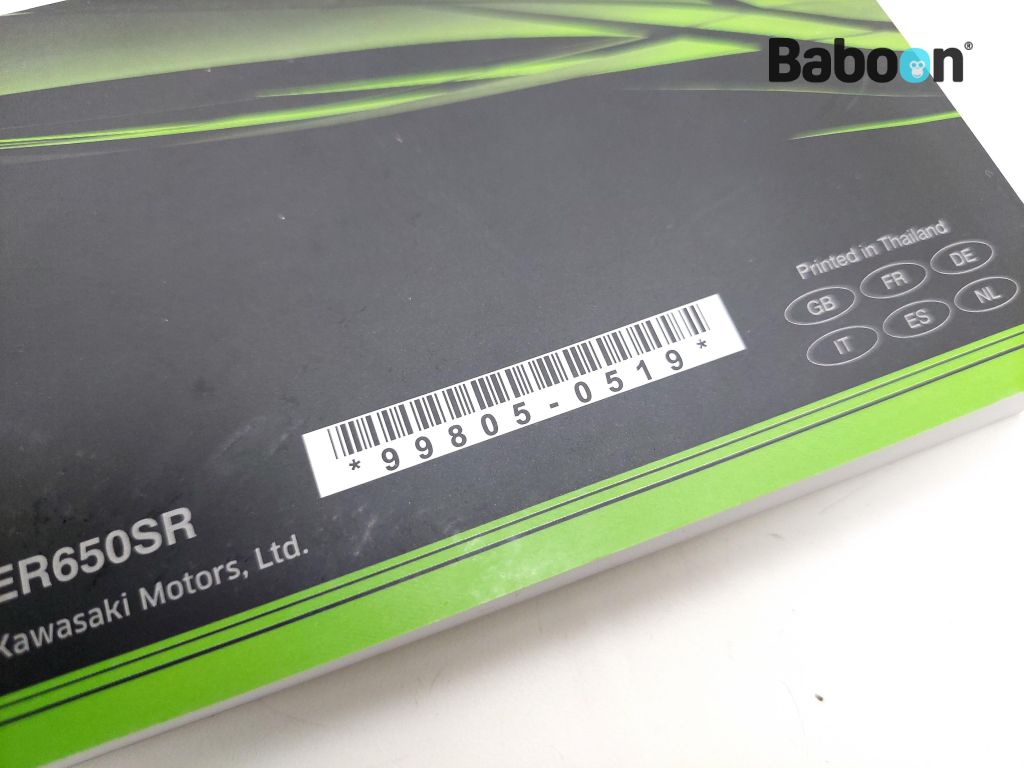 Baboon®
Printed in Thailand
GB FR DE
IT ES NL
*99805-0519*
ER650SR
Kawasaki Motors, Ltd.